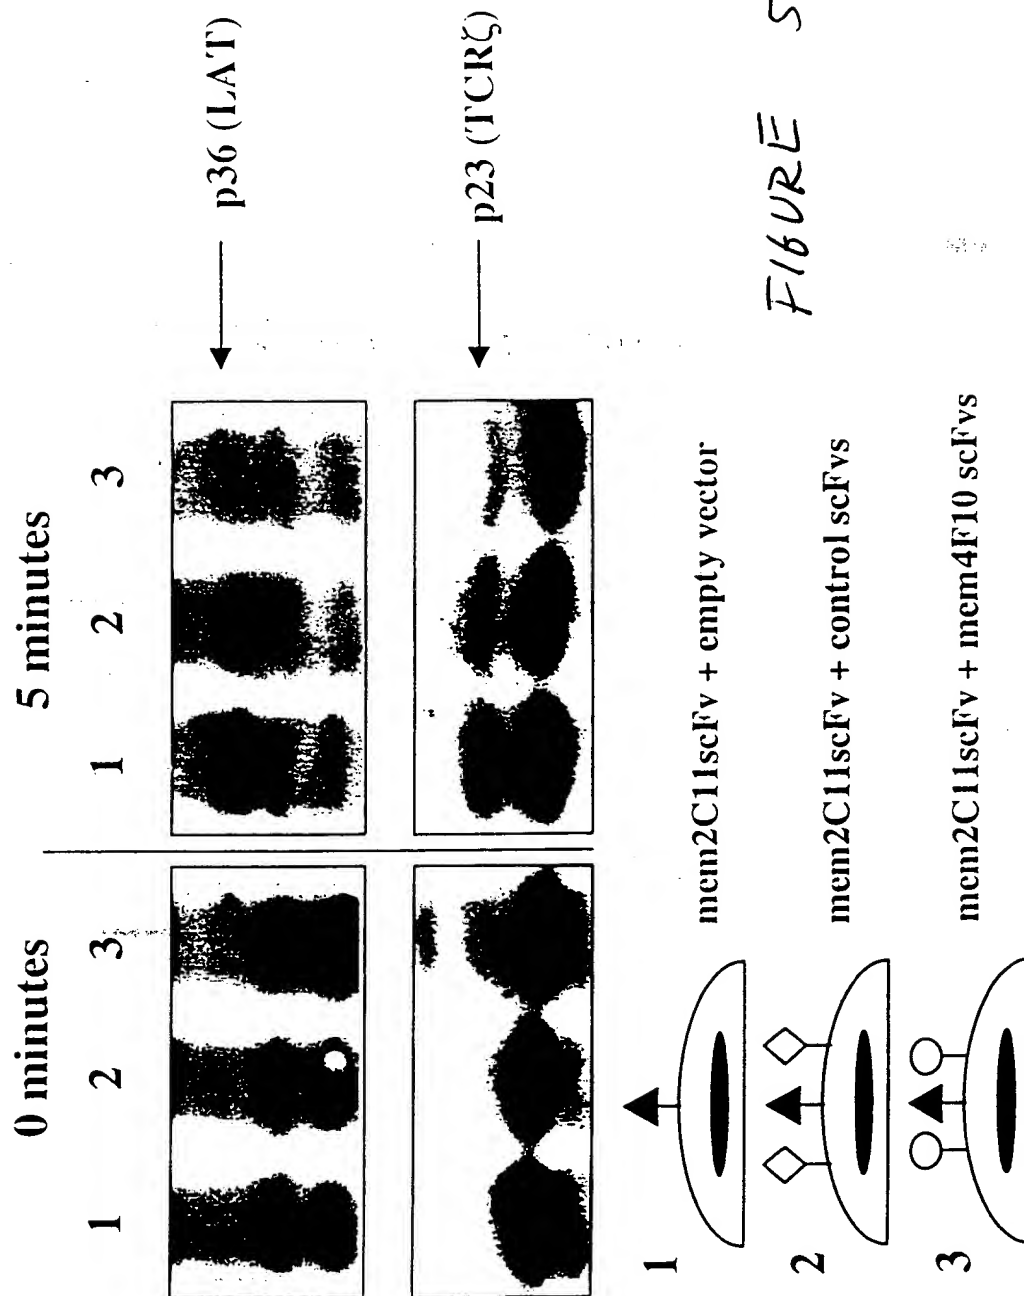 0 minutes
5 minutes
1 2 3
1 2 3
p36 (LAT)
p23 (TCRζ)
1
mem2C11scFv + empty vector
2
mem2C11scFv + control scFvs
3
mem2C11scFv + mem4F10 scFvs
FIGURE 5